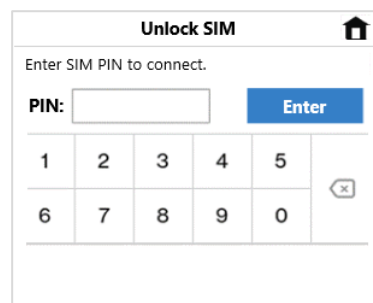 Unlock SIM
Enter SIM PIN to connect.
PIN: Enter
1 2 3 4 5
6 7 8 9 0